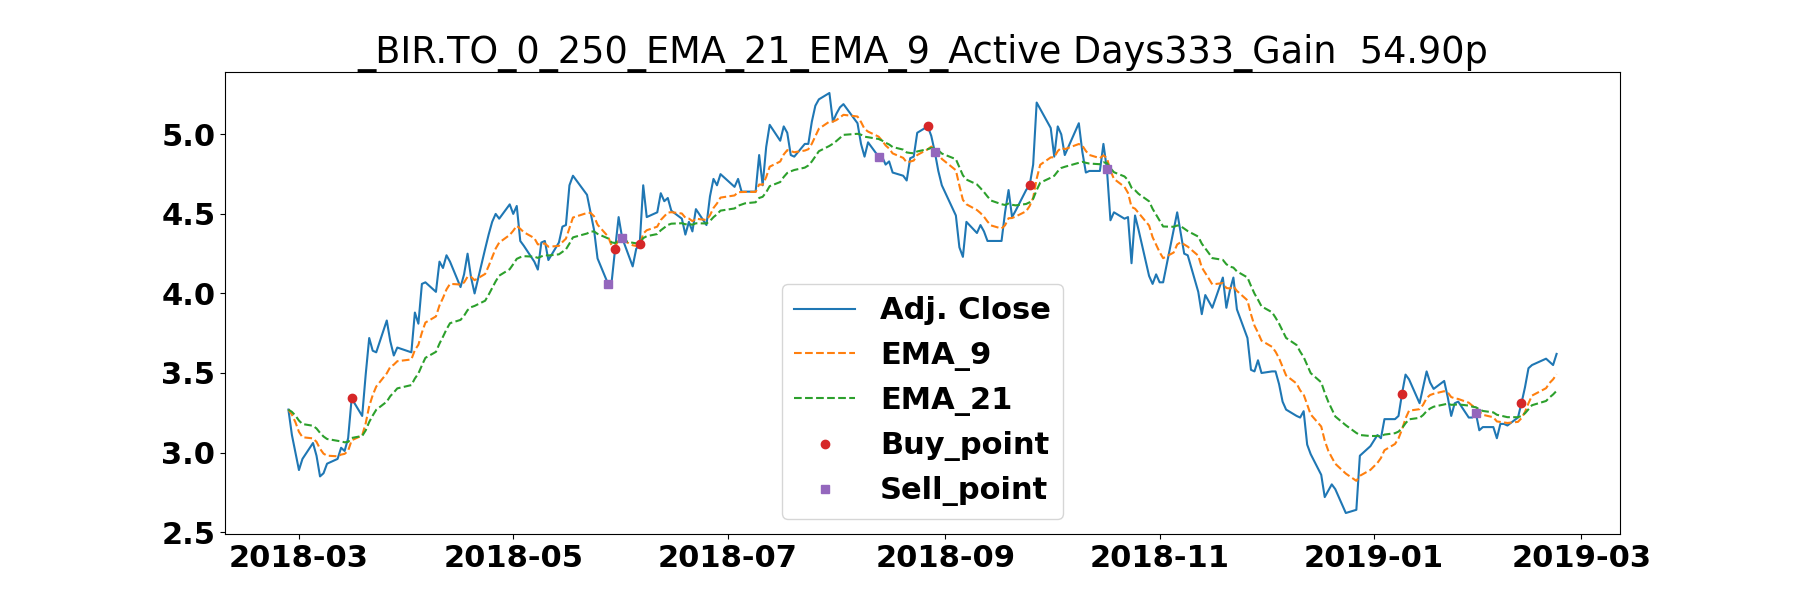 _BIR.TO_0_250_EMA_21_EMA_9_Active Days333_Gain  54.90p
5.0
4.5
4.0
3.5
3.0
2.5
Adj. Close
EMA_9
EMA_21
Buy_point
Sell_point
2018-03 2018-05 2018-07 2018-09 2018-11 2019-01 2019-03